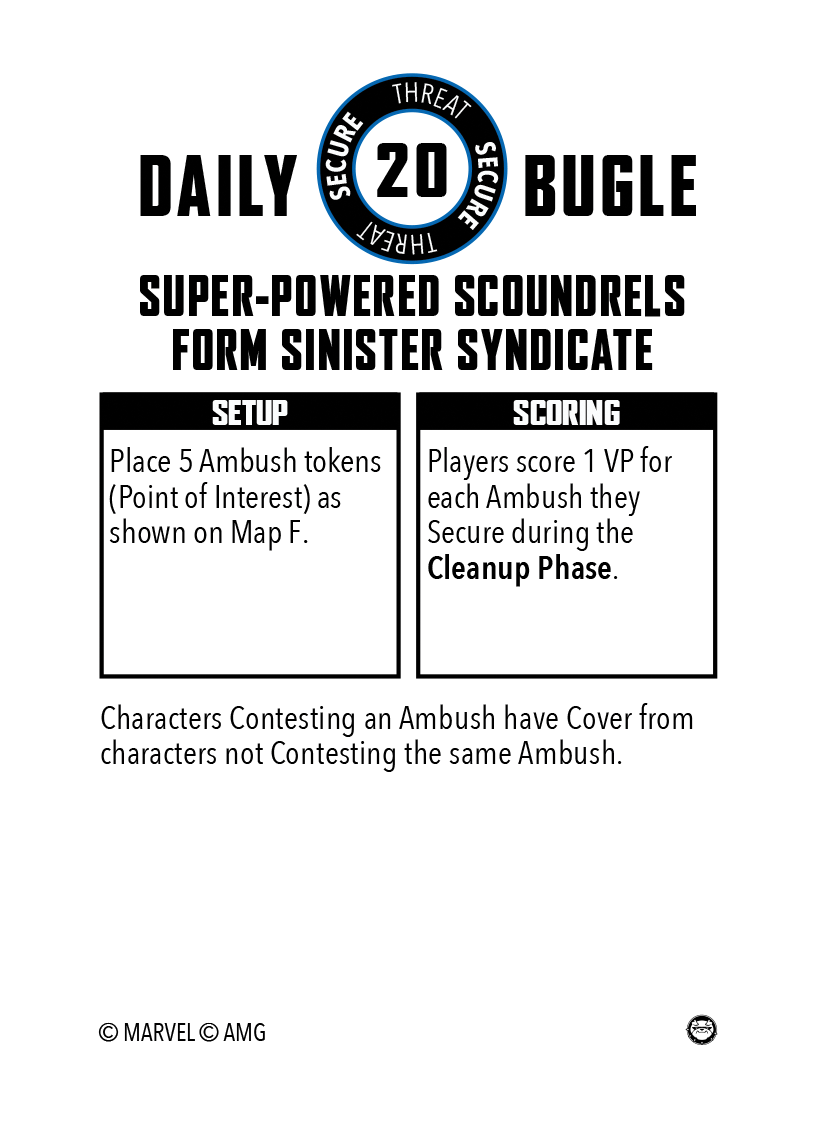 DAILY BUGLE
THREAT
SECURE
20
SECURE
THREAT
SUPER-POWERED SCOUNDRELS
FORM SINISTER SYNDICATE
SETUP
Place 5 Ambush tokens
(Point of Interest) as
shown on Map F.
SCORING
Players score 1 VP for
each Ambush they
Secure during the
Cleanup Phase.
Characters Contesting an Ambush have Cover from
characters not Contesting the same Ambush.
© MARVEL © AMG